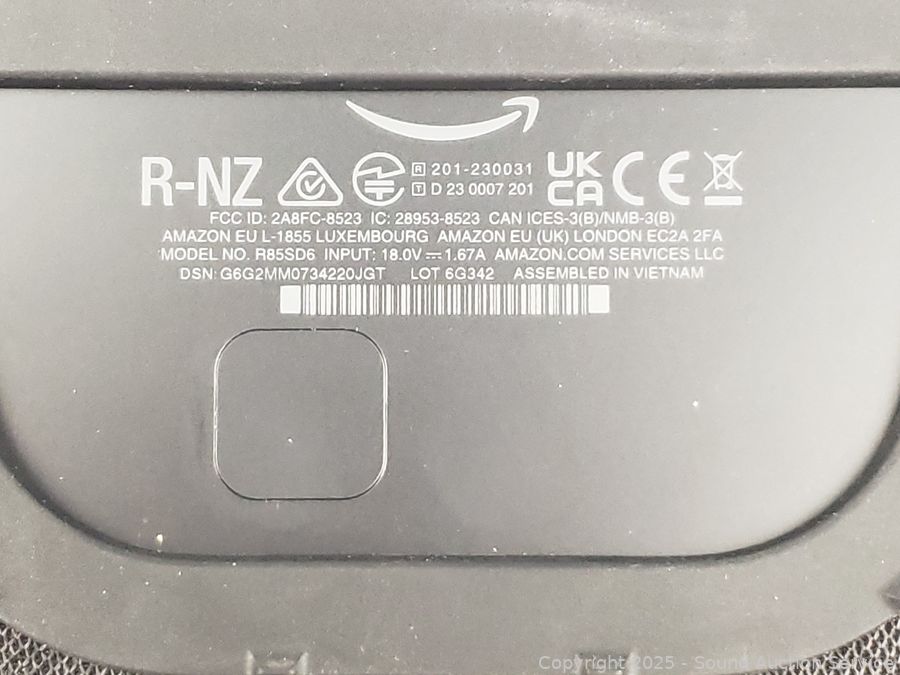 R-NZ R 201-230031 UK CA CE
T D 23 0007 201
FCC ID: 2A8FC-8523 IC: 28953-8523 CAN ICES-3(B)/NMB-3(B)
AMAZON EU L-1855 LUXEMBOURG AMAZON EU (UK) LONDON EC2A 2FA
MODEL NO. R85SD6 INPUT: 18.0V ⎓ 1.67A AMAZON.COM SERVICES LLC
DSN: G6G2MM0734220JGT LOT 6G342 ASSEMBLED IN VIETNAM
Copyright 2025 - Sound Auction Service